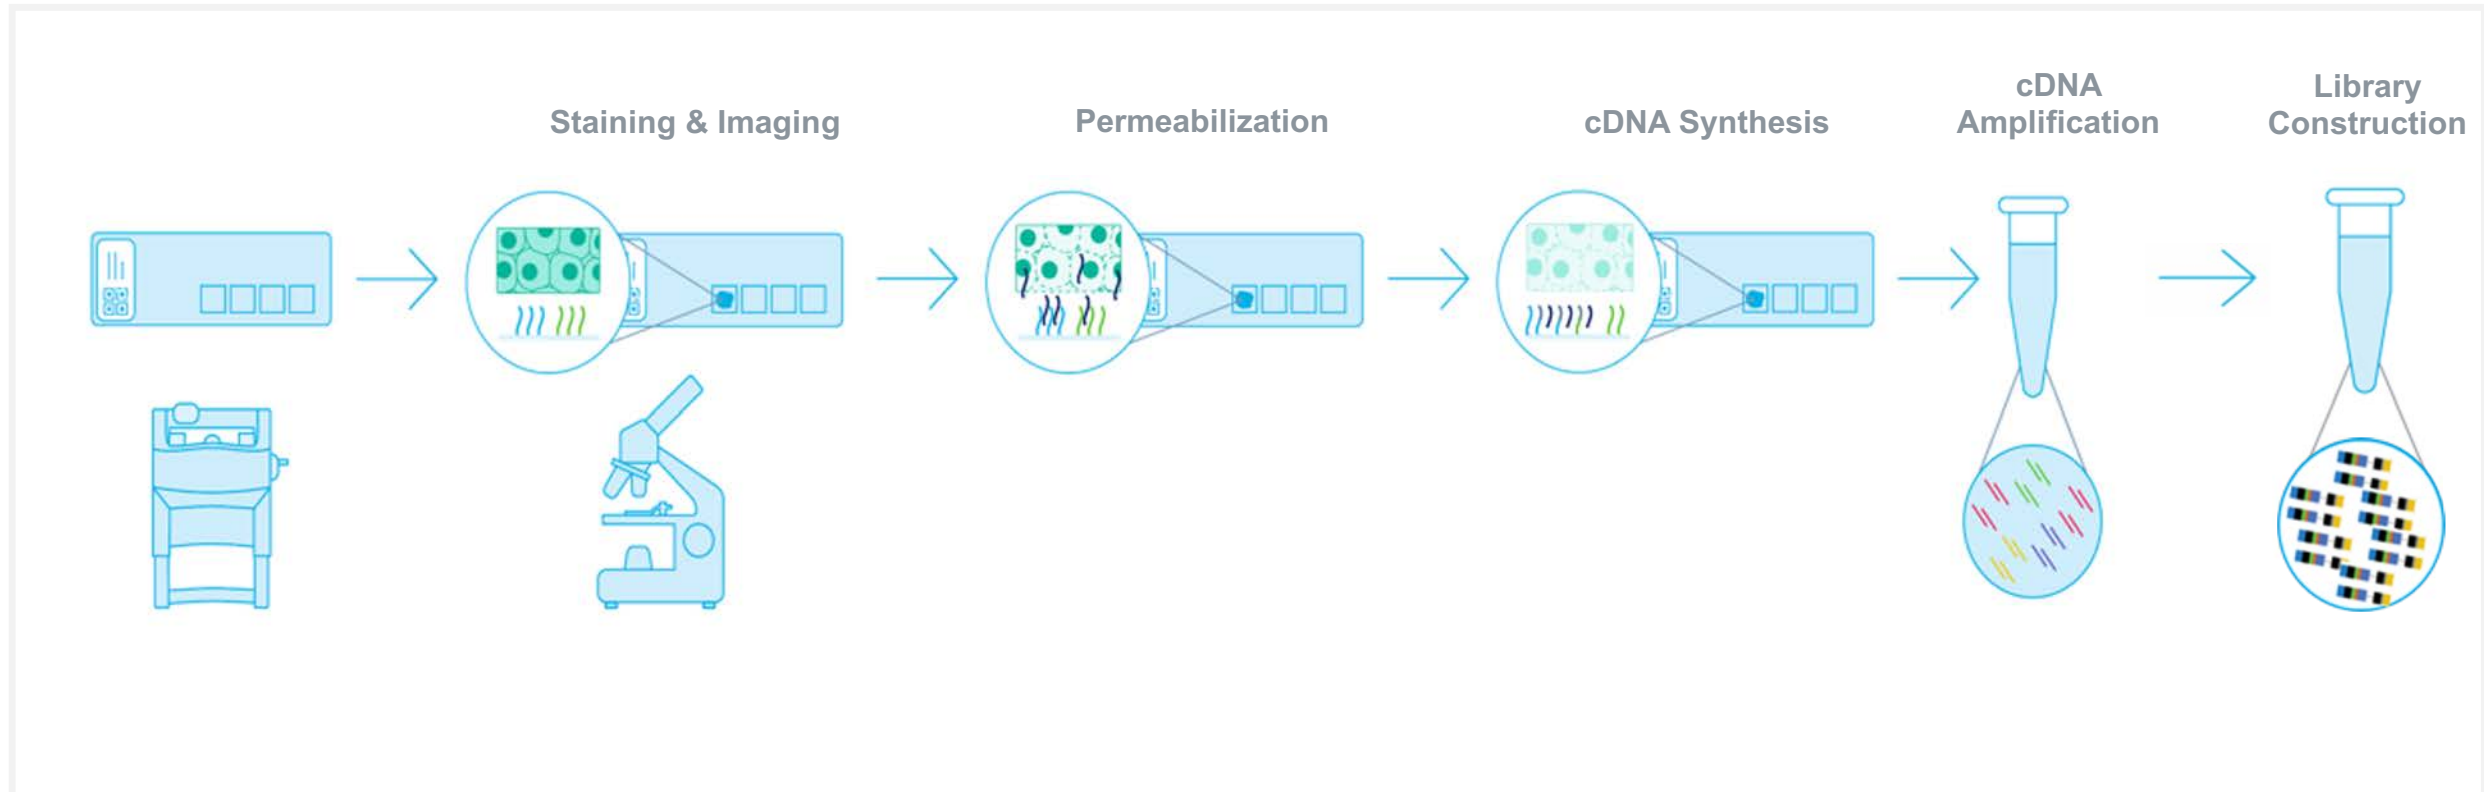 Staining & Imaging
Permeabilization
cDNA Synthesis
cDNA
Amplification
Library
Construction